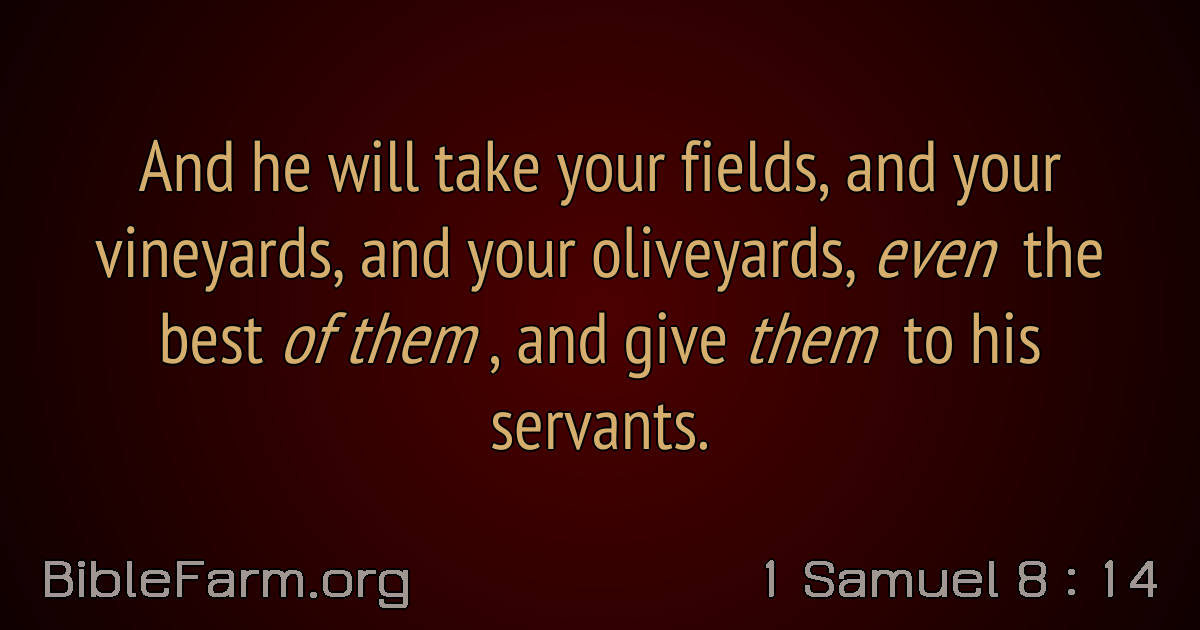 And he will take your fields, and your
vineyards, and your oliveyards, even the
best of them , and give them to his
servants.
BibleFarm.org
1 Samuel 8 : 14